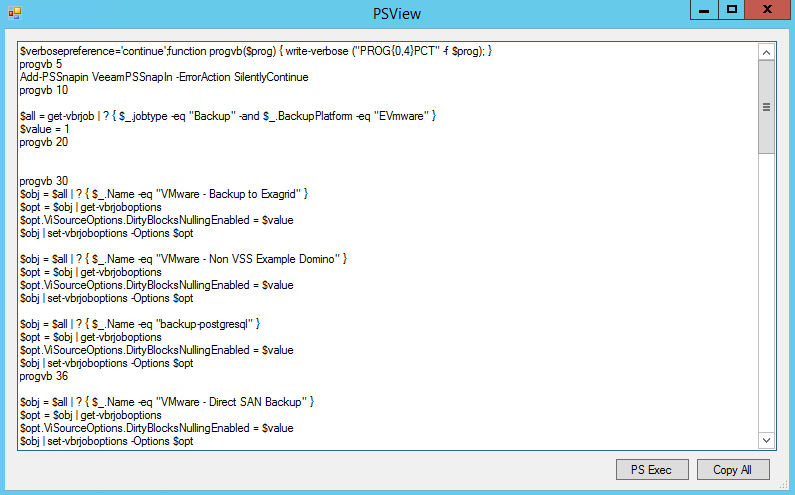 PSView
$verbosepreference='continue';function progvb($prog) { write-verbose ("PROG{0,4}PCT" -f $prog); }
progvb 5
Add-PSSnapin VeeamPSSnapIn -ErrorAction SilentlyContinue
progvb 10
$all = get-vbrjob | ? { $_.jobtype -eq "Backup" -and $_.BackupPlatform -eq "EVmware" }
$value = 1
progvb 20
progvb 30
$obj = $all | ? { $_.Name -eq "VMware - Backup to Exagrid" }
$opt = $obj | get-vbrjoboptions
$opt.ViSourceOptions.DirtyBlocksNullingEnabled = $value
$obj | set-vbrjoboptions -Options $opt
$obj = $all | ? { $_.Name -eq "VMware - Non VSS Example Domino" }
$opt = $obj | get-vbrjoboptions
$opt.ViSourceOptions.DirtyBlocksNullingEnabled = $value
$obj | set-vbrjoboptions -Options $opt
$obj = $all | ? { $_.Name -eq "backup-postgresql" }
$opt = $obj | get-vbrjoboptions
$opt.ViSourceOptions.DirtyBlocksNullingEnabled = $value
$obj | set-vbrjoboptions -Options $opt
progvb 36
$obj = $all | ? { $_.Name -eq "VMware - Direct SAN Backup" }
$opt = $obj | get-vbrjoboptions
$opt.ViSourceOptions.DirtyBlocksNullingEnabled = $value
$obj | set-vbrjoboptions -Options $opt
PS Exec
Copy All